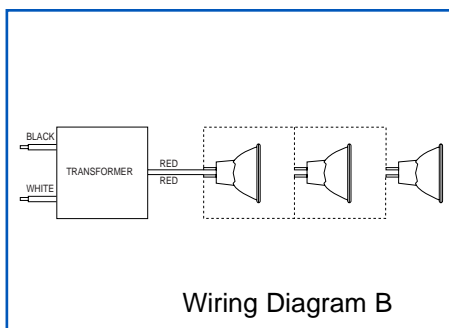 BLACK
TRANSFORMER
RED
RED
WHITE
Wiring Diagram B